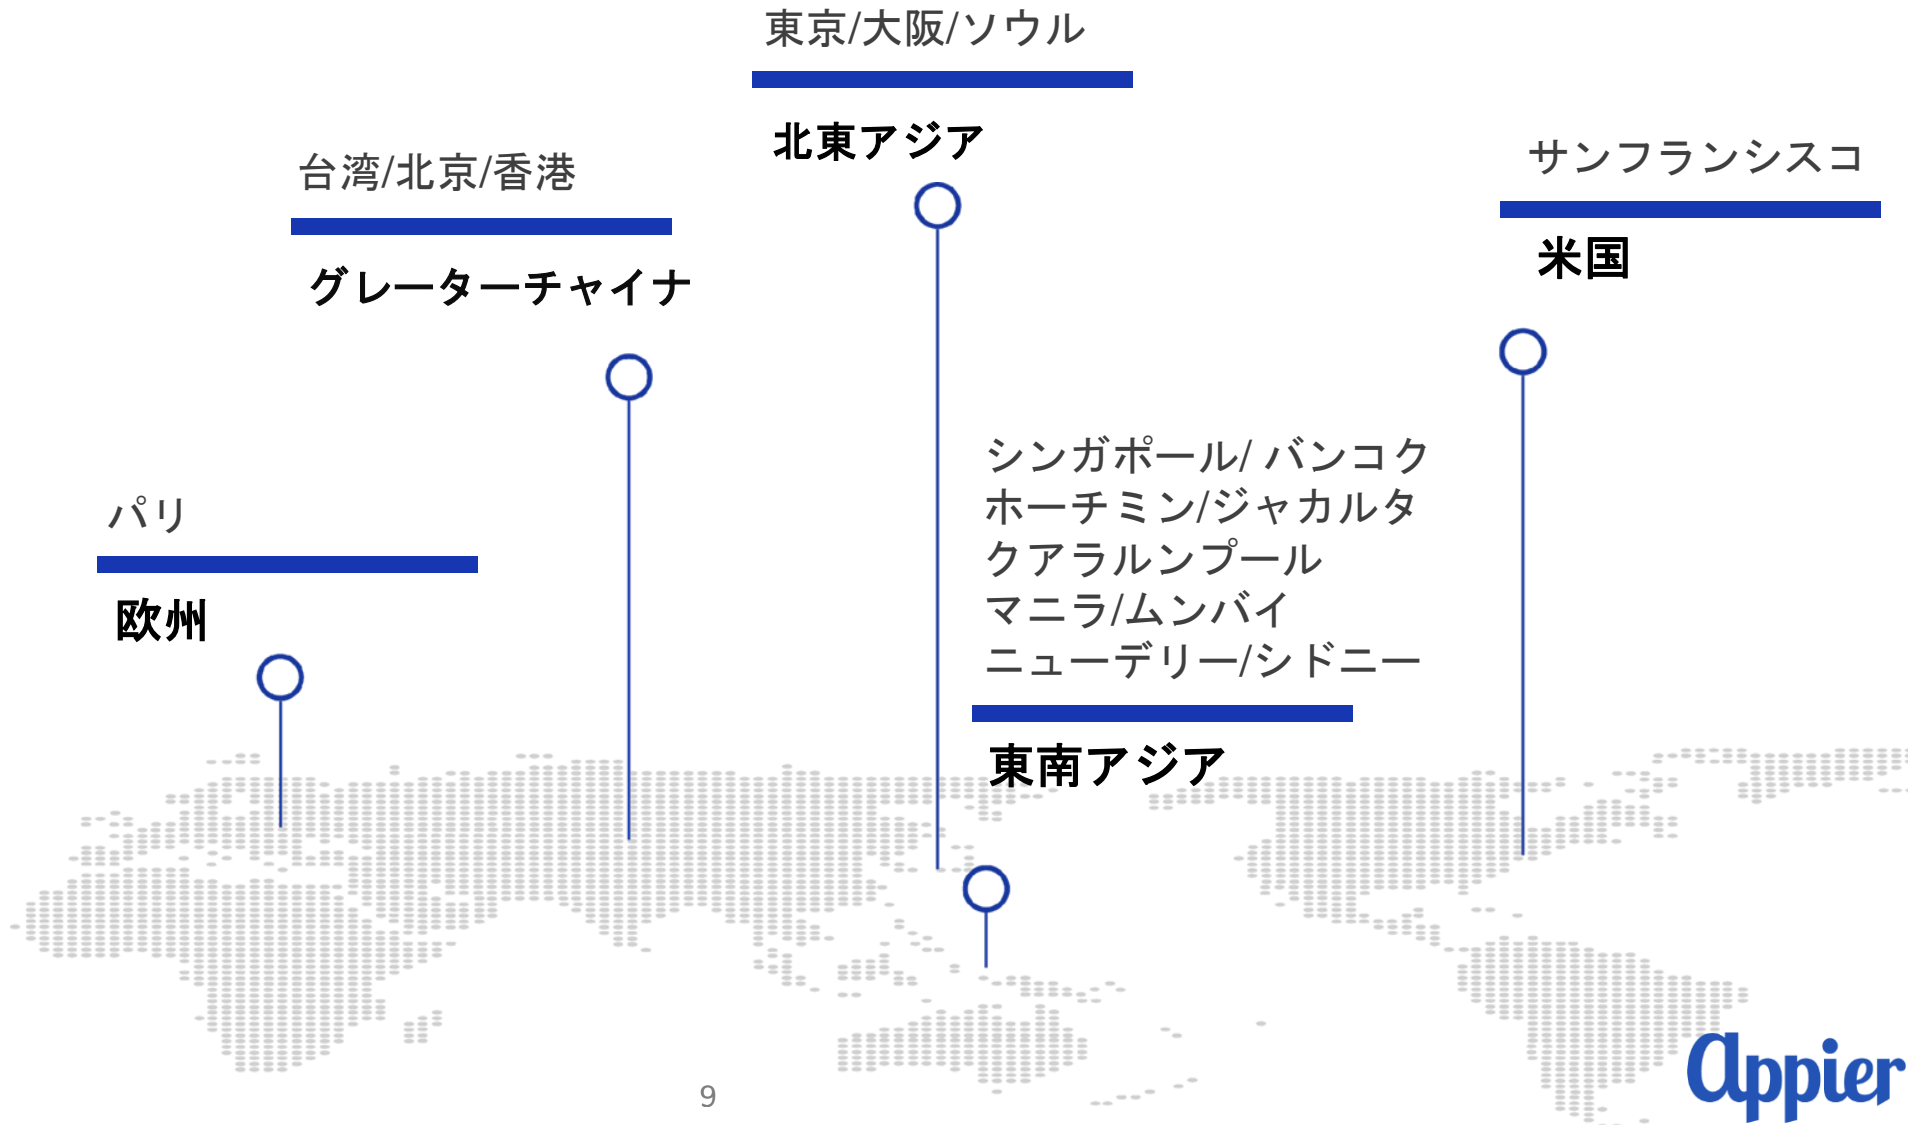 東京/大阪/ソウル
北東アジア
台湾/北京/香港
グレーターチャイナ
サンフランシスコ
米国
パリ
欧州
シンガポール/ バンコク
ホーチミン/ジャカルタ
クアラルンプール
マニラ/ムンバイ
ニューデリー/シドニー
東南アジア
9
Appier